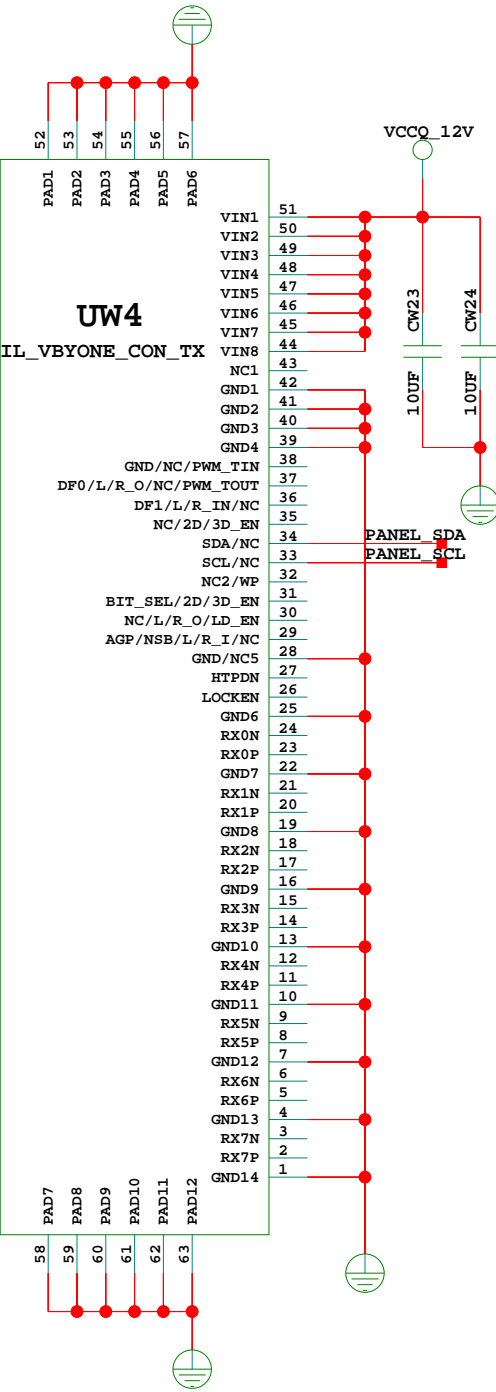 52
53
54
55
56
57
PAD1
PAD2
PAD3
PAD4
PAD5
PAD6
VCCQ_12V
UW4
IL_VBYONE_CON_TX
VIN1 51
VIN2 50
VIN3 49
VIN4 48
VIN5 47
VIN6 46
VIN7 45
VIN8 44
NC1 43
GND1 42
GND2 41
GND3 40
GND4 39
GND/NC/PWM_TIN 38
DF0/L/R_O/NC/PWM_TOUT 37
DF1/L/R_IN/NC 36
NC/2D/3D_EN 35
SDA/NC 34 PANEL_SDA
SCL/NC 33 PANEL_SCL
NC2/WP 32
BIT_SEL/2D/3D_EN 31
NC/L/R_O/LD_EN 30
AGP/NSB/L/R_I/NC 29
GND/NC5 28
HTPDN 27
LOCKEN 26
GND6 25
RX0N 24
RX0P 23
GND7 22
RX1N 21
RX1P 20
GND8 19
RX2N 18
RX2P 17
GND9 16
RX3N 15
RX3P 14
GND10 13
RX4N 12
RX4P 11
GND11 10
RX5N 9
RX5P 8
GND12 7
RX6N 6
RX6P 5
GND13 4
RX7N 3
RX7P 2
GND14 1
CW23
10UF
CW24
10UF
PAD7
PAD8
PAD9
PAD10
PAD11
PAD12
58
59
60
61
62
63